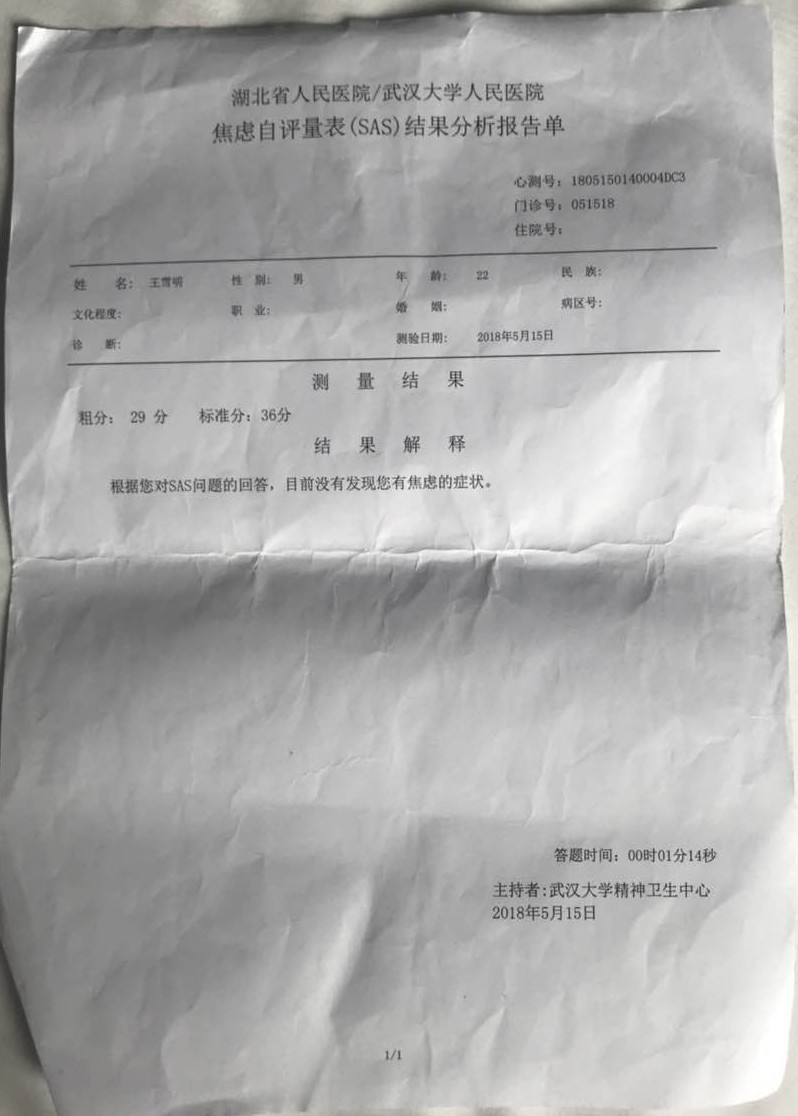 湖北省人民医院/武汉大学人民医院
焦虑自评量表(SAS)结果分析报告单
心测号: 1805150140004DC3
门诊号: 051518
住院号:
姓 名: 王雪明 性 别: 男 年 龄: 22 民 族:
文化程度: 职 业: 婚 姻: 病区号:
诊 断: 测验日期: 2018年5月15日
测 量 结 果
粗分: 29 分 标准分: 36分
结 果 解 释
根据您对SAS问题的回答, 目前没有发现您有焦虑的症状。
答题时间: 00时01分14秒
主持者:武汉大学精神卫生中心
2018年5月15日
1/1